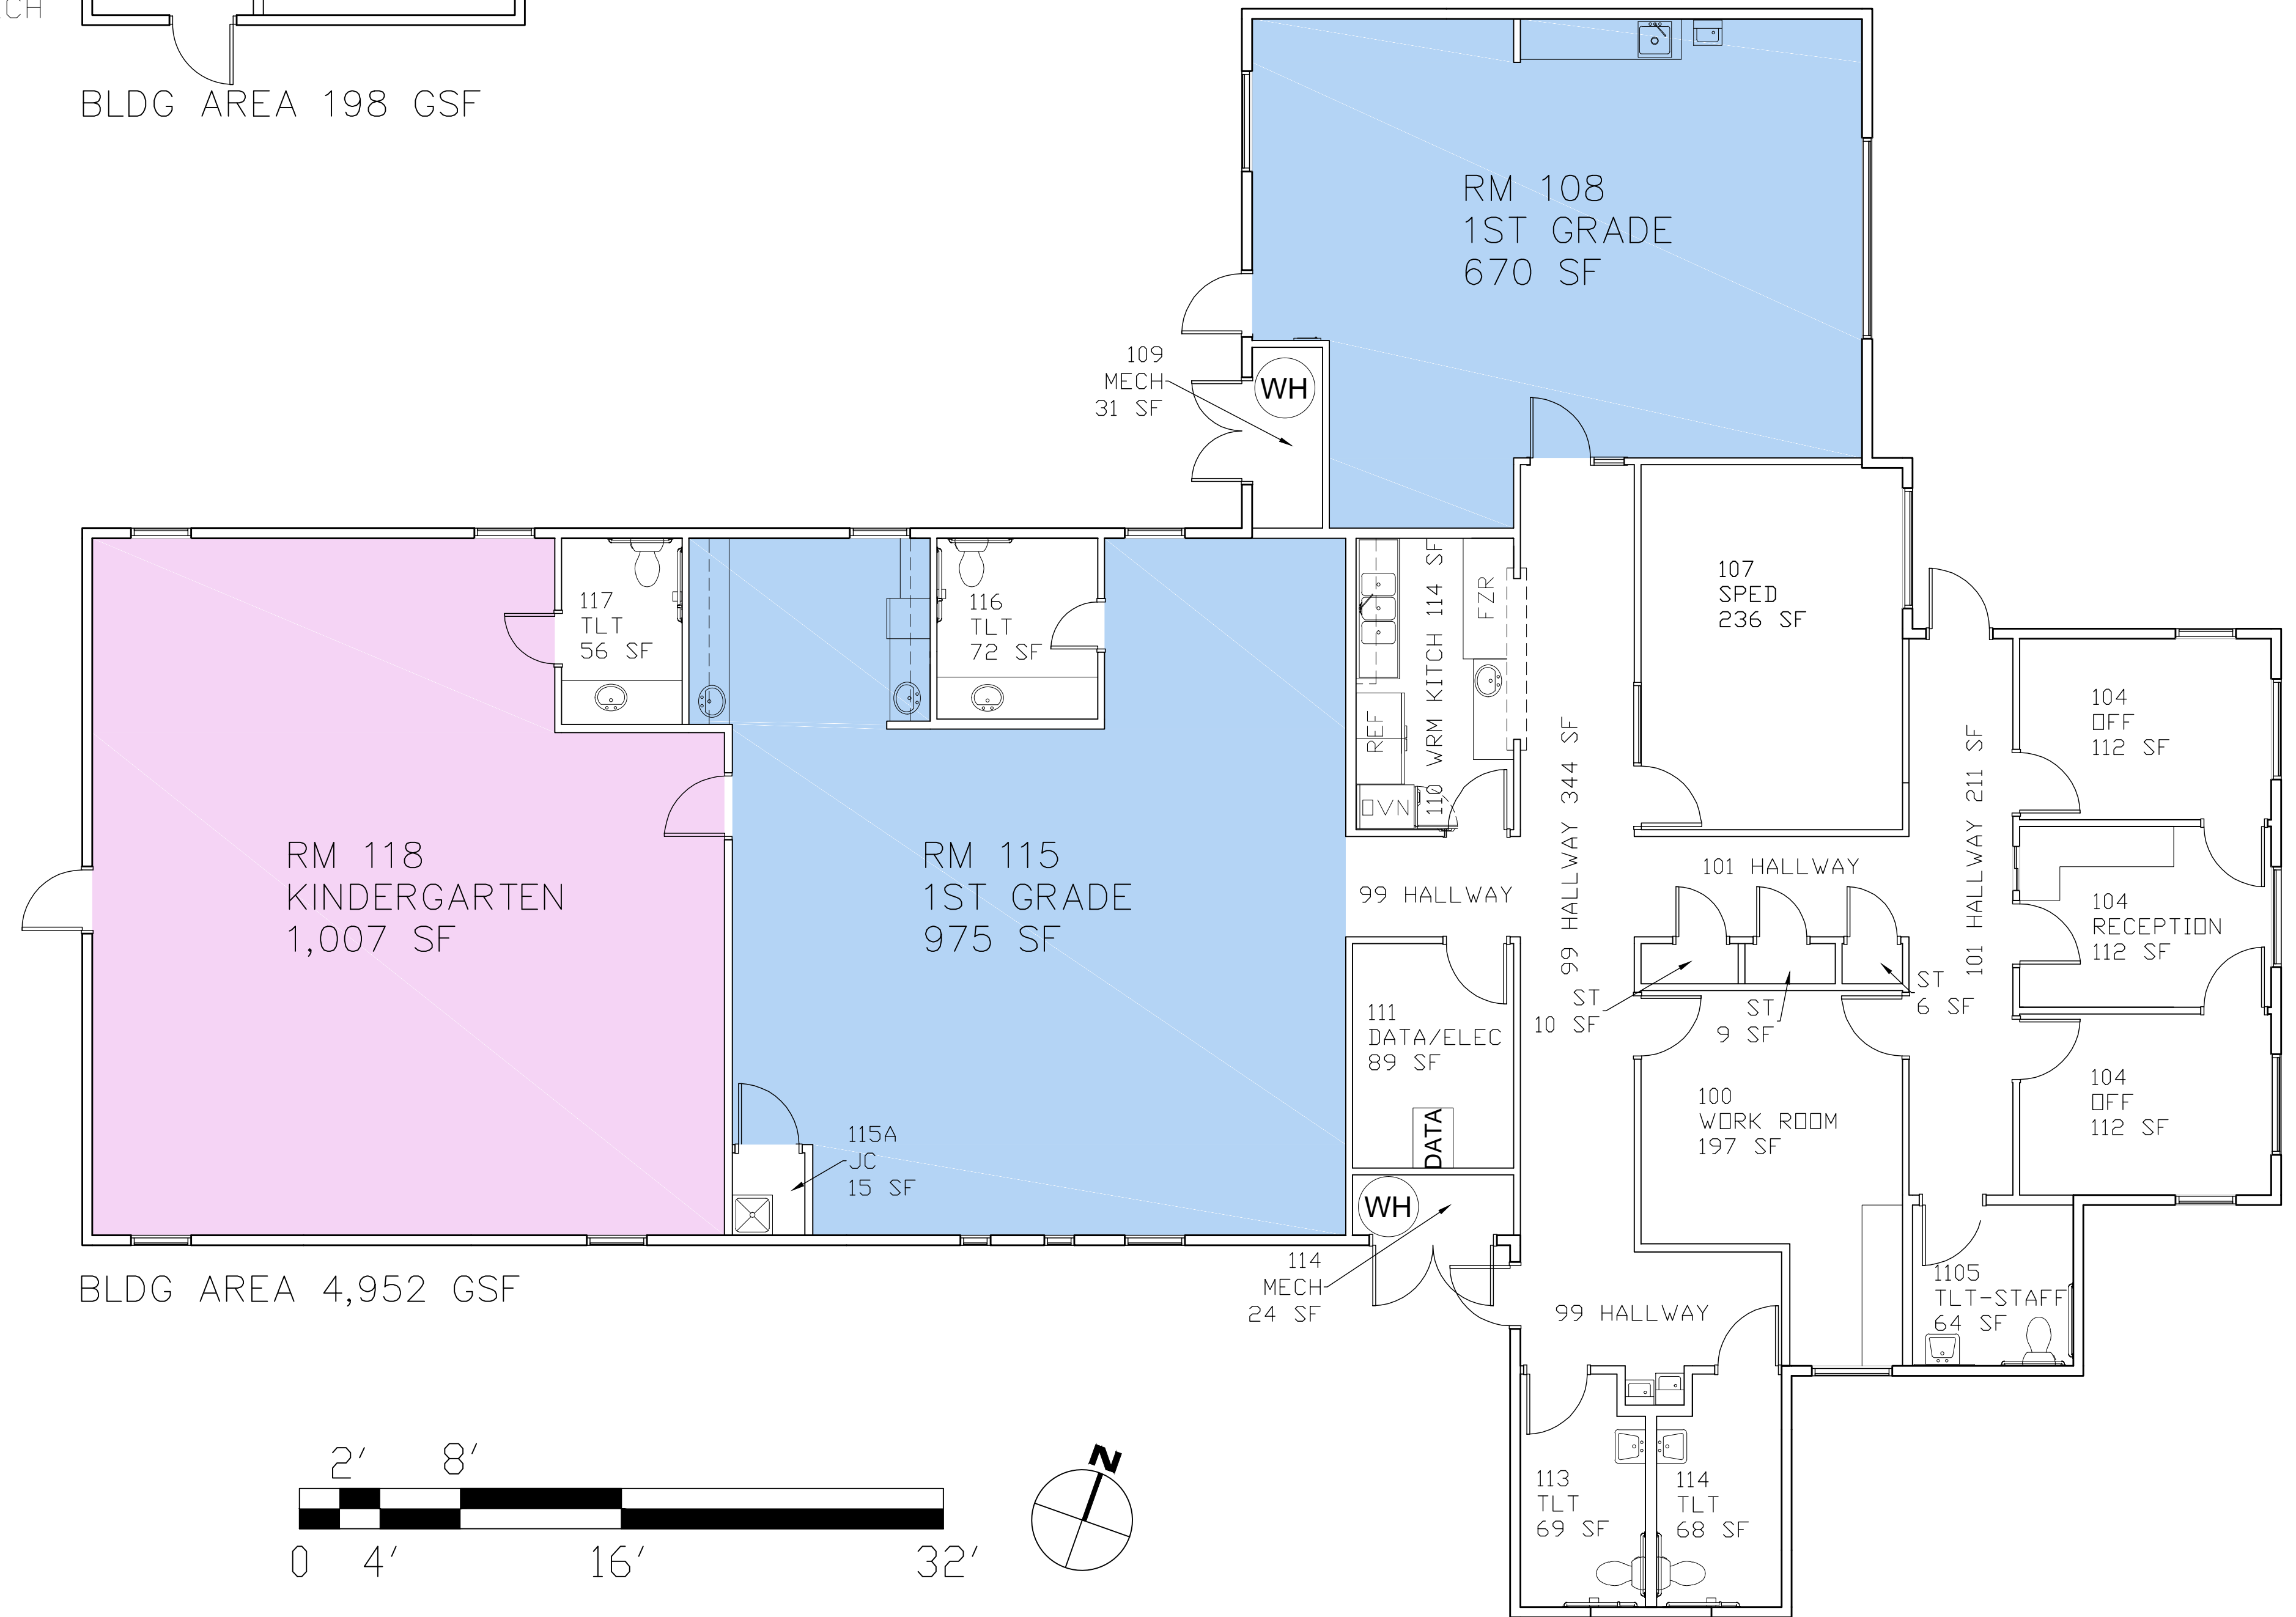 BLDG AREA 198 GSF
RM 108
1ST GRADE
670 SF
109
MECH
31 SF
WH
117
TLT
56 SF
116
TLT
72 SF
110 WRM KITCH 114 SF
FZR
REF
OVN
107
SPED
236 SF
99 HALLWAY 344 SF
101 HALLWAY 211 SF
104
OFF
112 SF
RM 118
KINDERGARTEN
1,007 SF
RM 115
1ST GRADE
975 SF
99 HALLWAY
101 HALLWAY
104
RECEPTION
112 SF
ST
10 SF
ST
9 SF
ST
6 SF
111
DATA/ELEC
89 SF
DATA
100
WORK ROOM
197 SF
104
OFF
112 SF
115A
JC
15 SF
WH
114
MECH
24 SF
99 HALLWAY
1105
TLT-STAFF
64 SF
BLDG AREA 4,952 GSF
113
TLT
69 SF
114
TLT
68 SF
2' 8'
0 4' 16' 32'
N